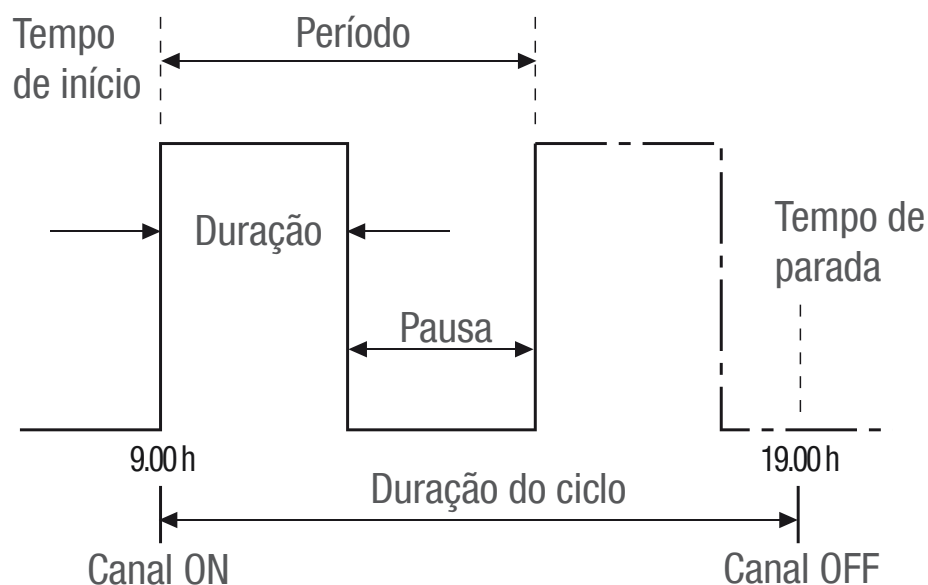 Tempo
de início
Período
Duração
Tempo de
parada
Pausa
9.00 h
19.00 h
Duração do ciclo
Canal ON
Canal OFF